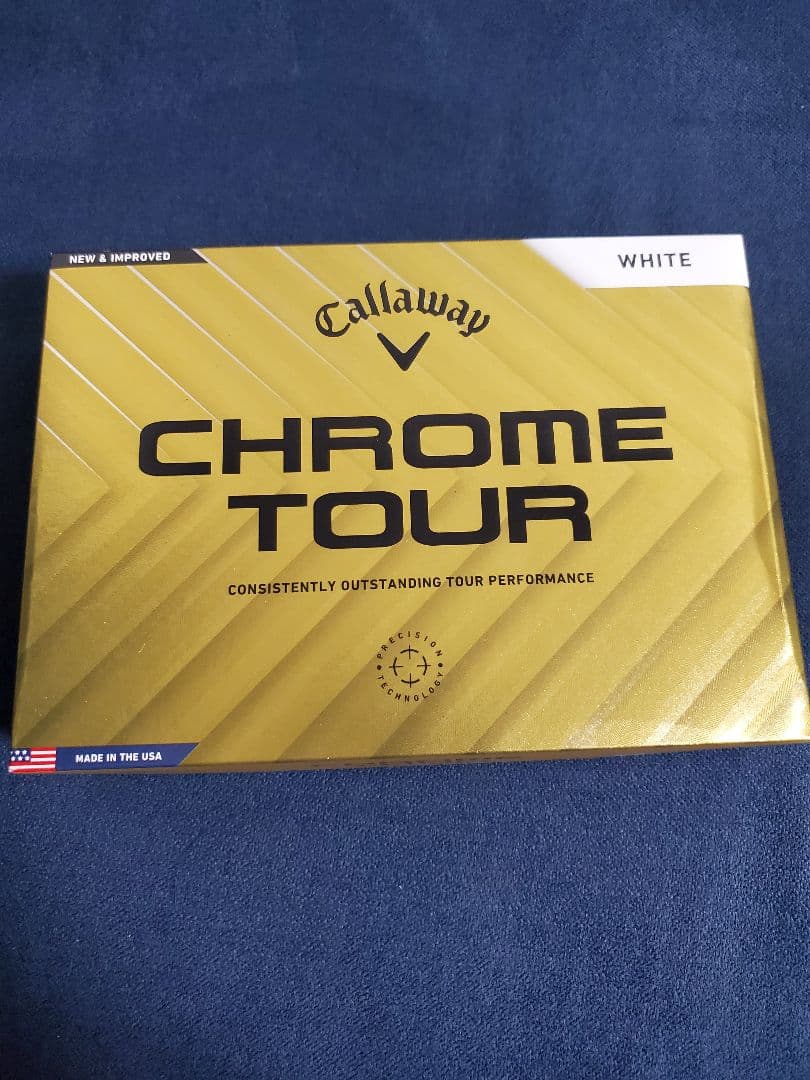 NEW & IMPROVED
WHITE
Callaway
CHROME
TOUR
CONSISTENTLY OUTSTANDING TOUR PERFORMANCE
PRECISION
TECHNOLOGY
MADE IN THE USA